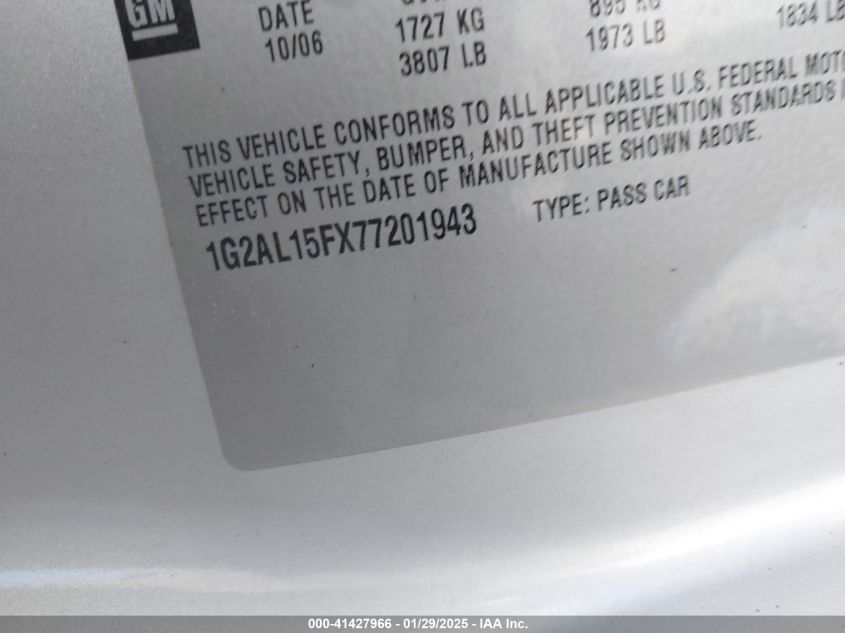 GM
DATE 1727 KG 1834 LB
10/06 3807 LB 1973 LB
THIS VEHICLE CONFORMS TO ALL APPLICABLE U.S. FEDERAL MOTO
VEHICLE SAFETY, BUMPER, AND THEFT PREVENTION STANDARDS
EFFECT ON THE DATE OF MANUFACTURE SHOWN ABOVE.
1G2AL15FX77201943 TYPE: PASS CAR
000-41427966 - 01/29/2025 - IAA Inc.